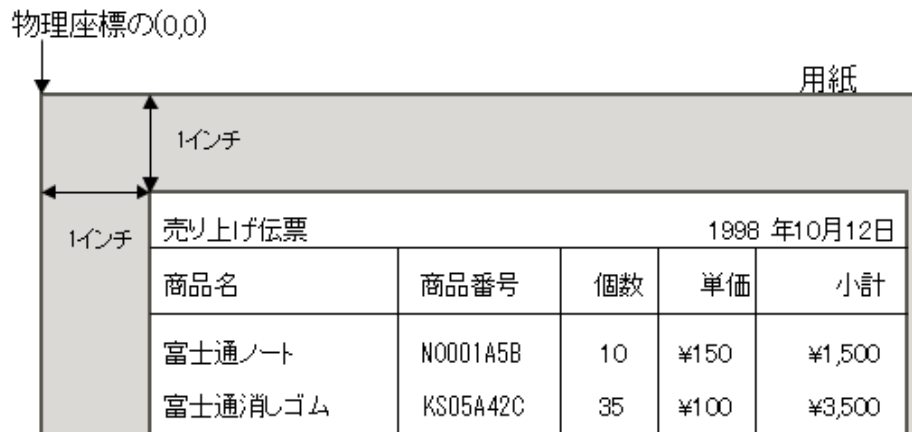 物理座標の(0,0)
用紙
1インチ
1インチ
売り上げ伝票 1998 年10月12日
商品名 商品番号 個数 単価 小計
富士通ノート N0001A5B 10 ¥150 ¥1,500
富士通消しゴム KS05A42C 35 ¥100 ¥3,500